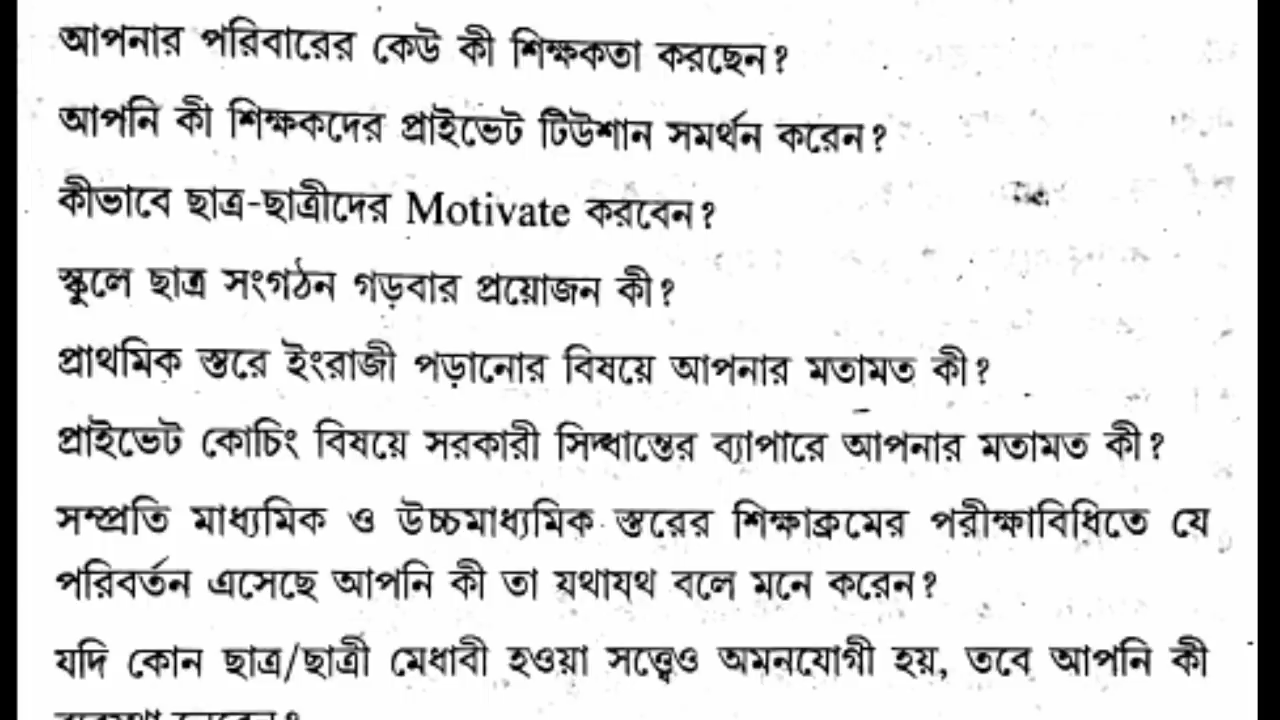 আপনার পরিবারের কেউ কী শিক্ষকতা করছেন?
আপনি কী শিক্ষকদের প্রাইভেট টিউশান সমর্থন করেন?
কীভাবে ছাত্র-ছাত্রীদের Motivate করবেন?
স্কুলে ছাত্র সংগঠন গড়বার প্রয়োজন কী?
প্রাথমিক স্তরে ইংরাজী পড়ানোর বিষয়ে আপনার মতামত কী?
প্রাইভেট কোচিং বিষয়ে সরকারী সিদ্ধান্তের ব্যাপারে আপনার মতামত কী?
সম্প্রতি মাধ্যমিক ও উচ্চমাধ্যমিক স্তরের শিক্ষাক্রমের পরীক্ষাবিধিতে যে
পরিবর্তন এসেছে আপনি কী তা যথাযথ বলে মনে করেন?
যদি কোন ছাত্র/ছাত্রী মেধাবী হওয়া সত্ত্বেও অমনযোগী হয়, তবে আপনি কী